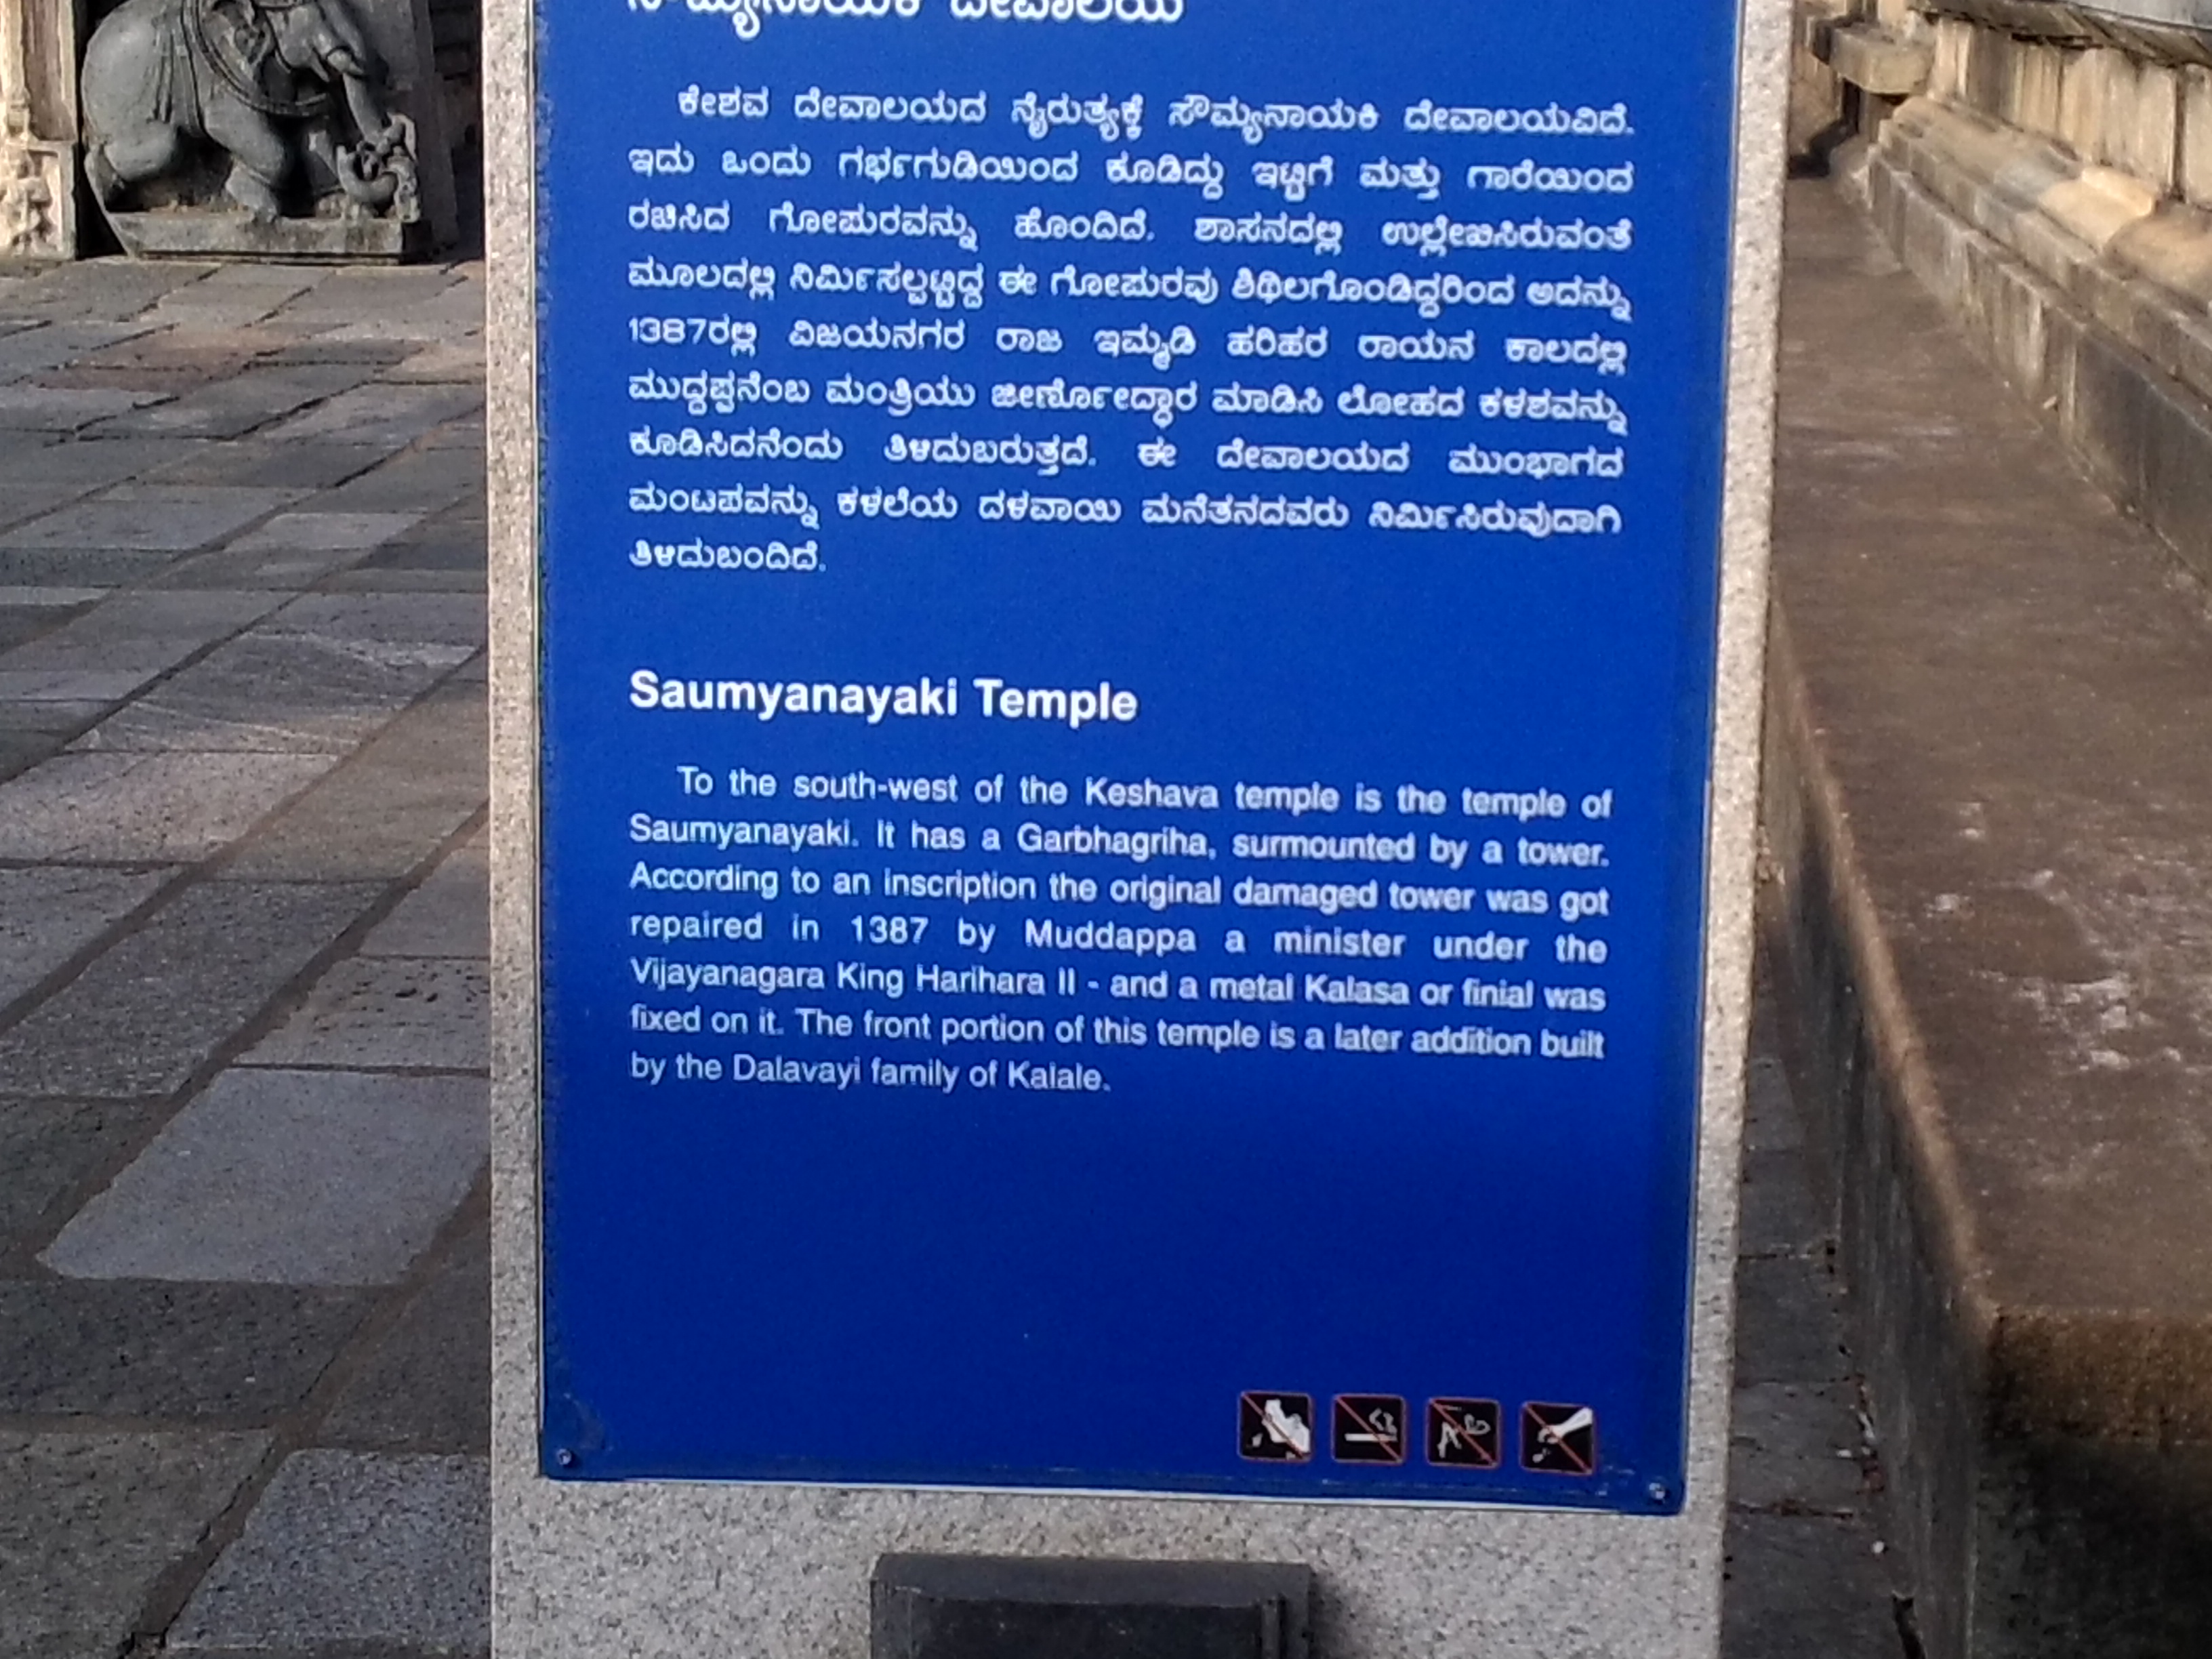 ಸೌಮ್ಯನಾಯಕಿ ದೇವಾಲಯ
ಕೇಶವ ದೇವಾಲಯದ ನೈರುತ್ಯಕ್ಕೆ ಸೌಮ್ಯನಾಯಕಿ ದೇವಾಲಯವಿದೆ.
ಇದು ಒಂದು ಗರ್ಭಗುಡಿಯಿಂದ ಕೂಡಿದ್ದು ಇಟ್ಟಿಗೆ ಮತ್ತು ಗಾರೆಯಿಂದ
ರಚಿಸಿದ ಗೋಪುರವನ್ನು ಹೊಂದಿದೆ. ಶಾಸನದಲ್ಲಿ ಉಲ್ಲೇಖಿಸಿರುವಂತೆ
ಮೂಲದಲ್ಲಿ ನಿರ್ಮಿಸಲ್ಪಟ್ಟಿದ್ದ ಈ ಗೋಪುರವು ಶಿಥಿಲಗೊಂಡಿದ್ದರಿಂದ ಅದನ್ನು
1387ರಲ್ಲಿ ವಿಜಯನಗರ ರಾಜ ಇಮ್ಮಡಿ ಹರಿಹರ ರಾಯನ ಕಾಲದಲ್ಲಿ
ಮುದ್ದಪ್ಪನೆಂಬ ಮಂತ್ರಿಯು ಜೀರ್ಣೋದ್ಧಾರ ಮಾಡಿಸಿ ಲೋಹದ ಕಳಶವನ್ನು
ಕೂಡಿಸಿದನೆಂದು ತಿಳಿದುಬರುತ್ತದೆ. ಈ ದೇವಾಲಯದ ಮುಂಭಾಗದ
ಮಂಟಪವನ್ನು ಕಳಲೆಯ ದಳವಾಯಿ ಮನೆತನದವರು ನಿರ್ಮಿಸಿರುವುದಾಗಿ
ತಿಳಿದುಬಂದಿದೆ.
Saumyanayaki Temple
To the south-west of the Keshava temple is the temple of
Saumyanayaki. It has a Garbhagriha, surmounted by a tower.
According to an inscription the original damaged tower was got
repaired in 1387 by Muddappa a minister under the
Vijayanagara King Harihara II - and a metal Kalasa or finial was
fixed on it. The front portion of this temple is a later addition built
by the Dalavayi family of Kalale.